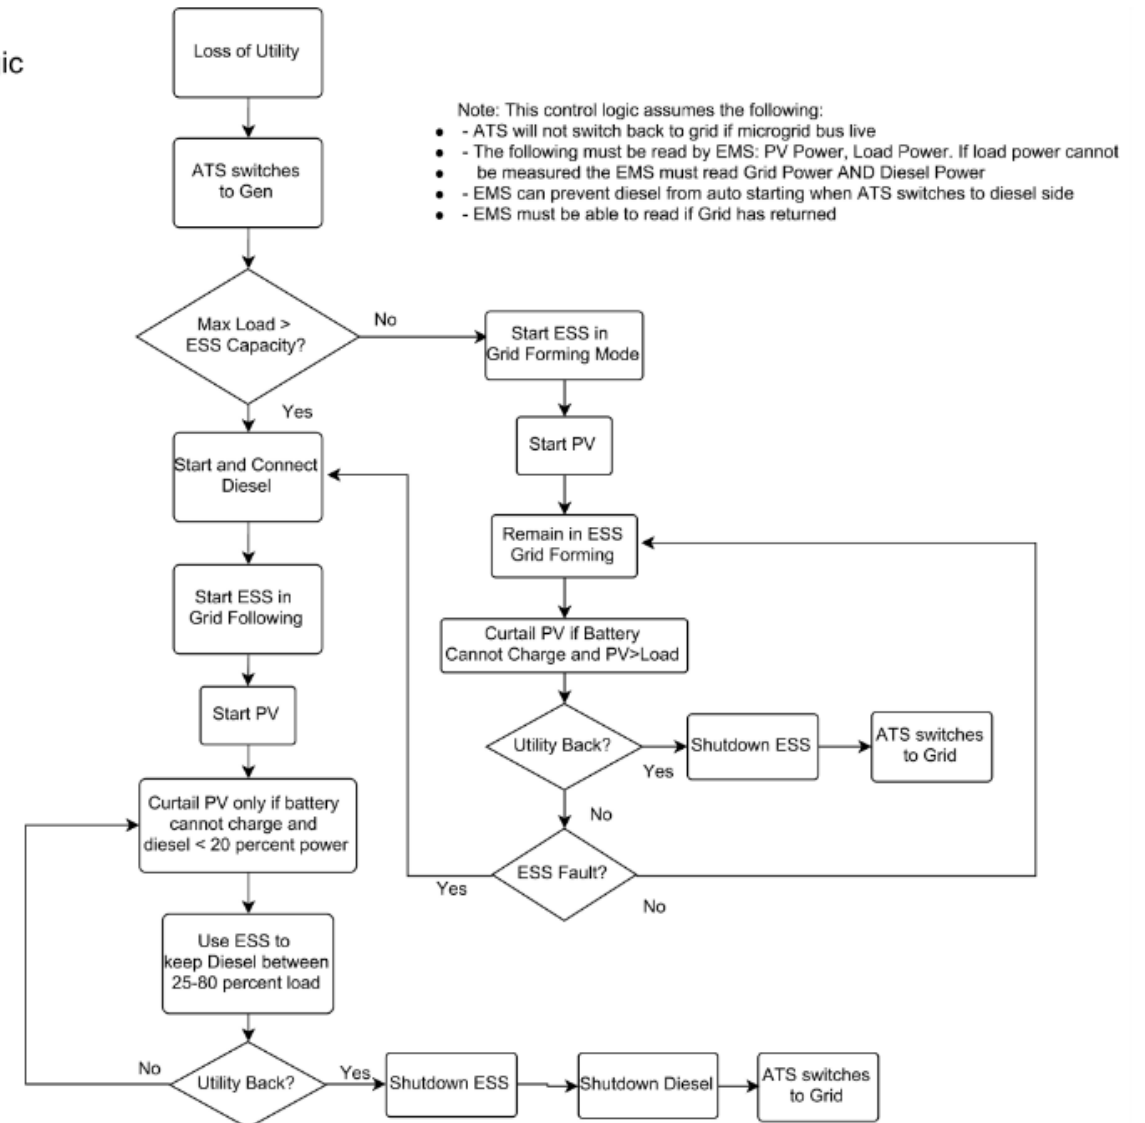 ic
Loss of Utility
Note: This control logic assumes the following:
● - ATS will not switch back to grid if microgrid bus live
● - The following must be read by EMS: PV Power, Load Power. If load power cannot
● be measured the EMS must read Grid Power AND Diesel Power
● - EMS can prevent diesel from auto starting when ATS switches to diesel side
● - EMS must be able to read if Grid has returned
ATS switches
to Gen
Max Load >
ESS Capacity?
No
Yes
Start ESS in
Grid Forming Mode
Start PV
Remain in ESS
Grid Forming
Curtail PV if Battery
Cannot Charge and PV>Load
Utility Back?
Yes
Shutdown ESS
ATS switches
to Grid
No
ESS Fault?
Yes
No
Start and Connect
Diesel
Start ESS in
Grid Following
Start PV
Curtail PV only if battery
cannot charge and
diesel < 20 percent power
Use ESS to
keep Diesel between
25-80 percent load
Utility Back?
No
Yes
Shutdown ESS
Shutdown Diesel
ATS switches
to Grid